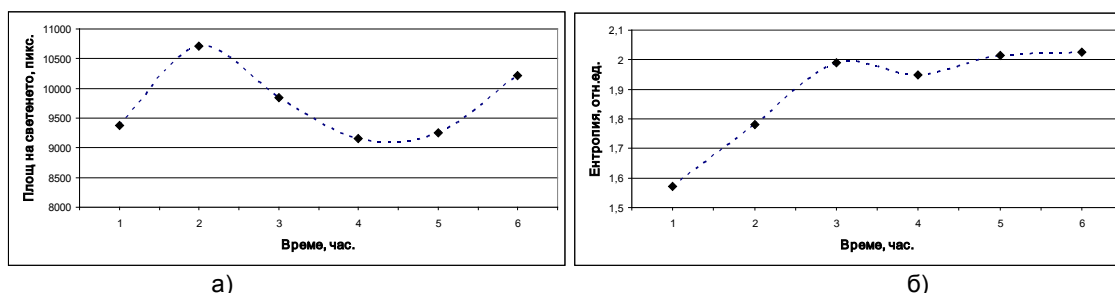 11000
10500
10000
9500
9000
8500
8000
Площ на светенето, пикс.
1 2 3 4 5 6
Време, час.
а)
2,1
2
1,9
1,8
1,7
1,6
1,5
Ентропия, отн.ед.
1 2 3 4 5 6
Време, час.
б)